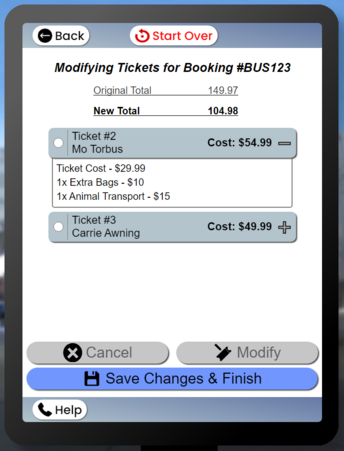 Back
Start Over
Modifying Tickets for Booking #BUS123
Original Total 149.97
New Total 104.98
Ticket #2
Mo Torbus
Cost: $54.99
Ticket Cost - $29.99
1x Extra Bags - $10
1x Animal Transport - $15
Ticket #3
Carrie Awning
Cost: $49.99
Cancel
Modify
Save Changes & Finish
Help